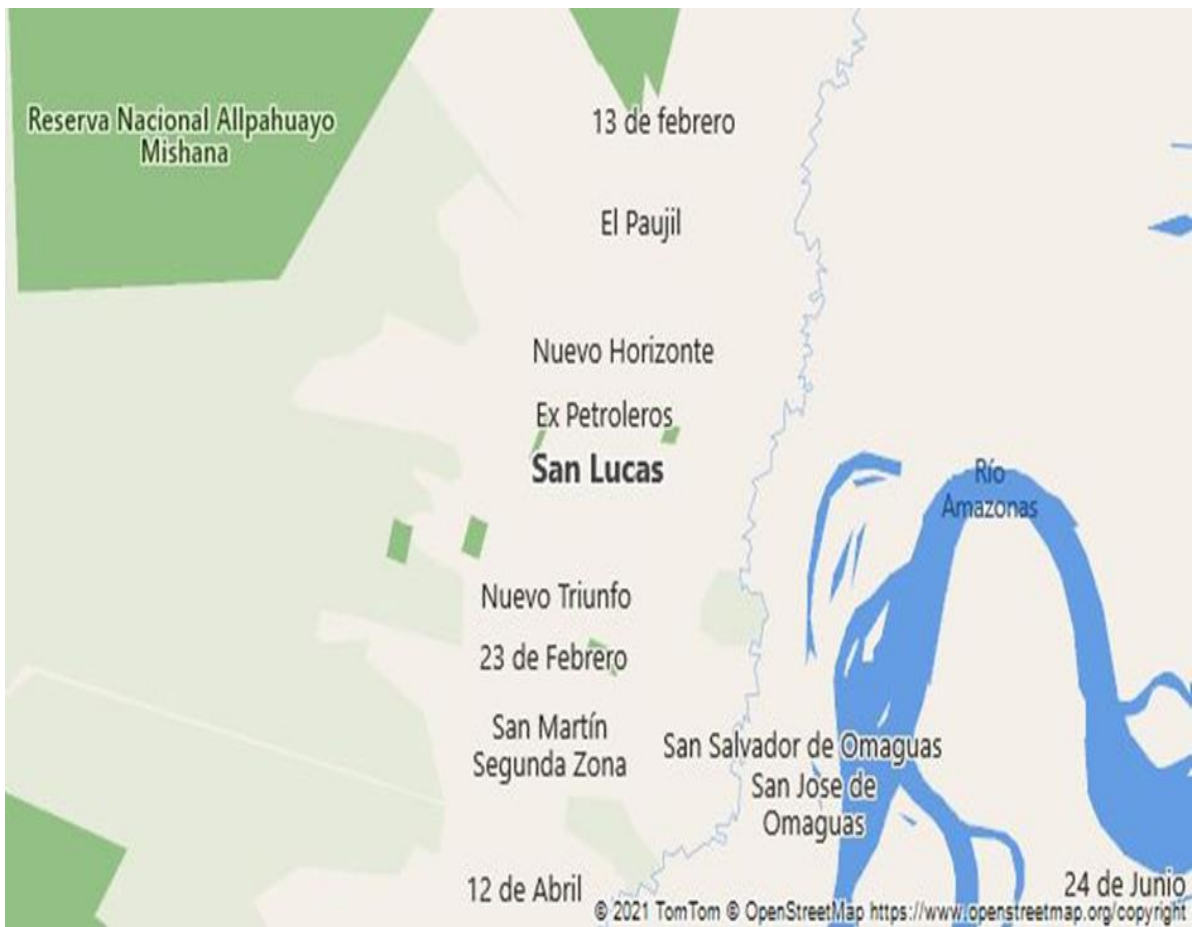 Reserva Nacional Allpahuayo
Mishana
13 de febrero
El Paujil
Nuevo Horizonte
Ex Petroleros
San Lucas
Río
Amazonas
Nuevo Triunfo
23 de Febrero
San Martín
Segunda Zona
San Salvador de Omaguas
San Jose de
Omaguas
12 de Abril
24 de Junio
© 2021 TomTom © OpenStreetMap https://www.openstreetmap.org/copyright